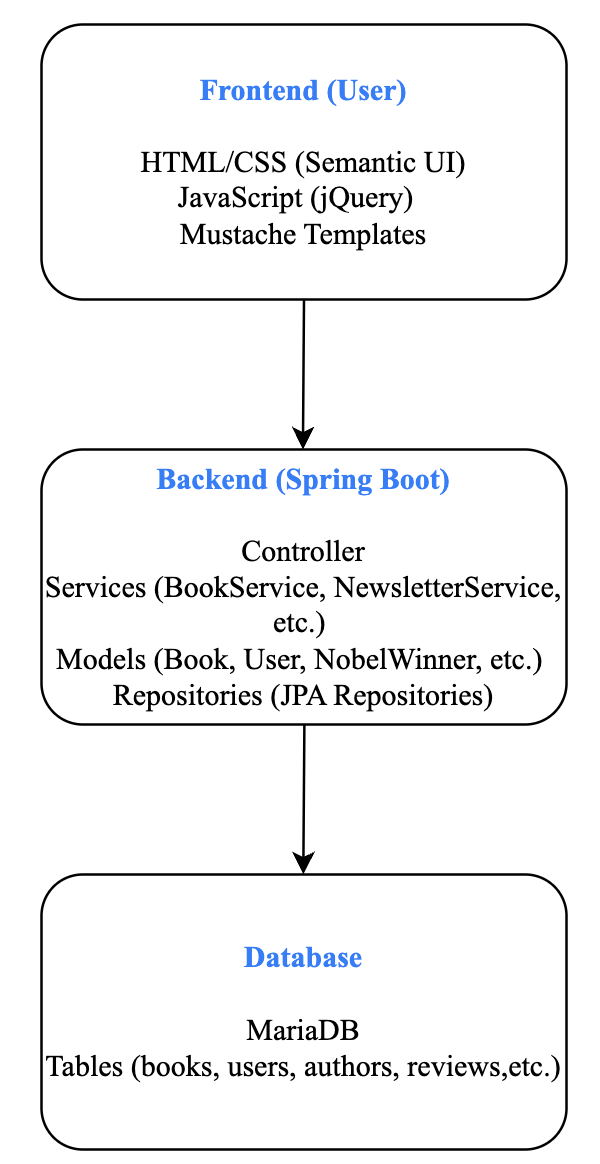 Frontend (User)
HTML/CSS (Semantic UI)
JavaScript (jQuery)
Mustache Templates
Backend (Spring Boot)
Controller
Services (BookService, NewsletterService,
etc.)
Models (Book, User, NobelWinner, etc.)
Repositories (JPA Repositories)
Database
MariaDB
Tables (books, users, authors, reviews,etc.)